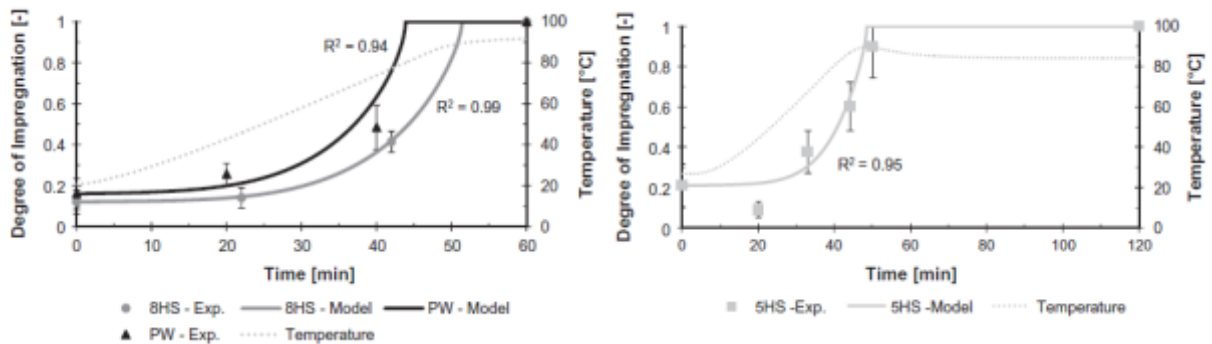 Degree of Impregnation [-]
1
0.8
0.6
0.4
0.2
0
R² = 0.94
R² = 0.99
100
80
60
40
20
0
Temperature [°C]
0 10 20 30 40 50 60
Time [min]
8HS - Exp. 8HS - Model PW - Model
PW - Exp. Temperature
Degree of Impregnation [-]
1
0.8
0.6
0.4
0.2
0
R² = 0.95
100
80
60
40
20
0
Temperature [°C]
0 20 40 60 80 100 120
Time [min]
5HS -Exp. 5HS -Model Temperature